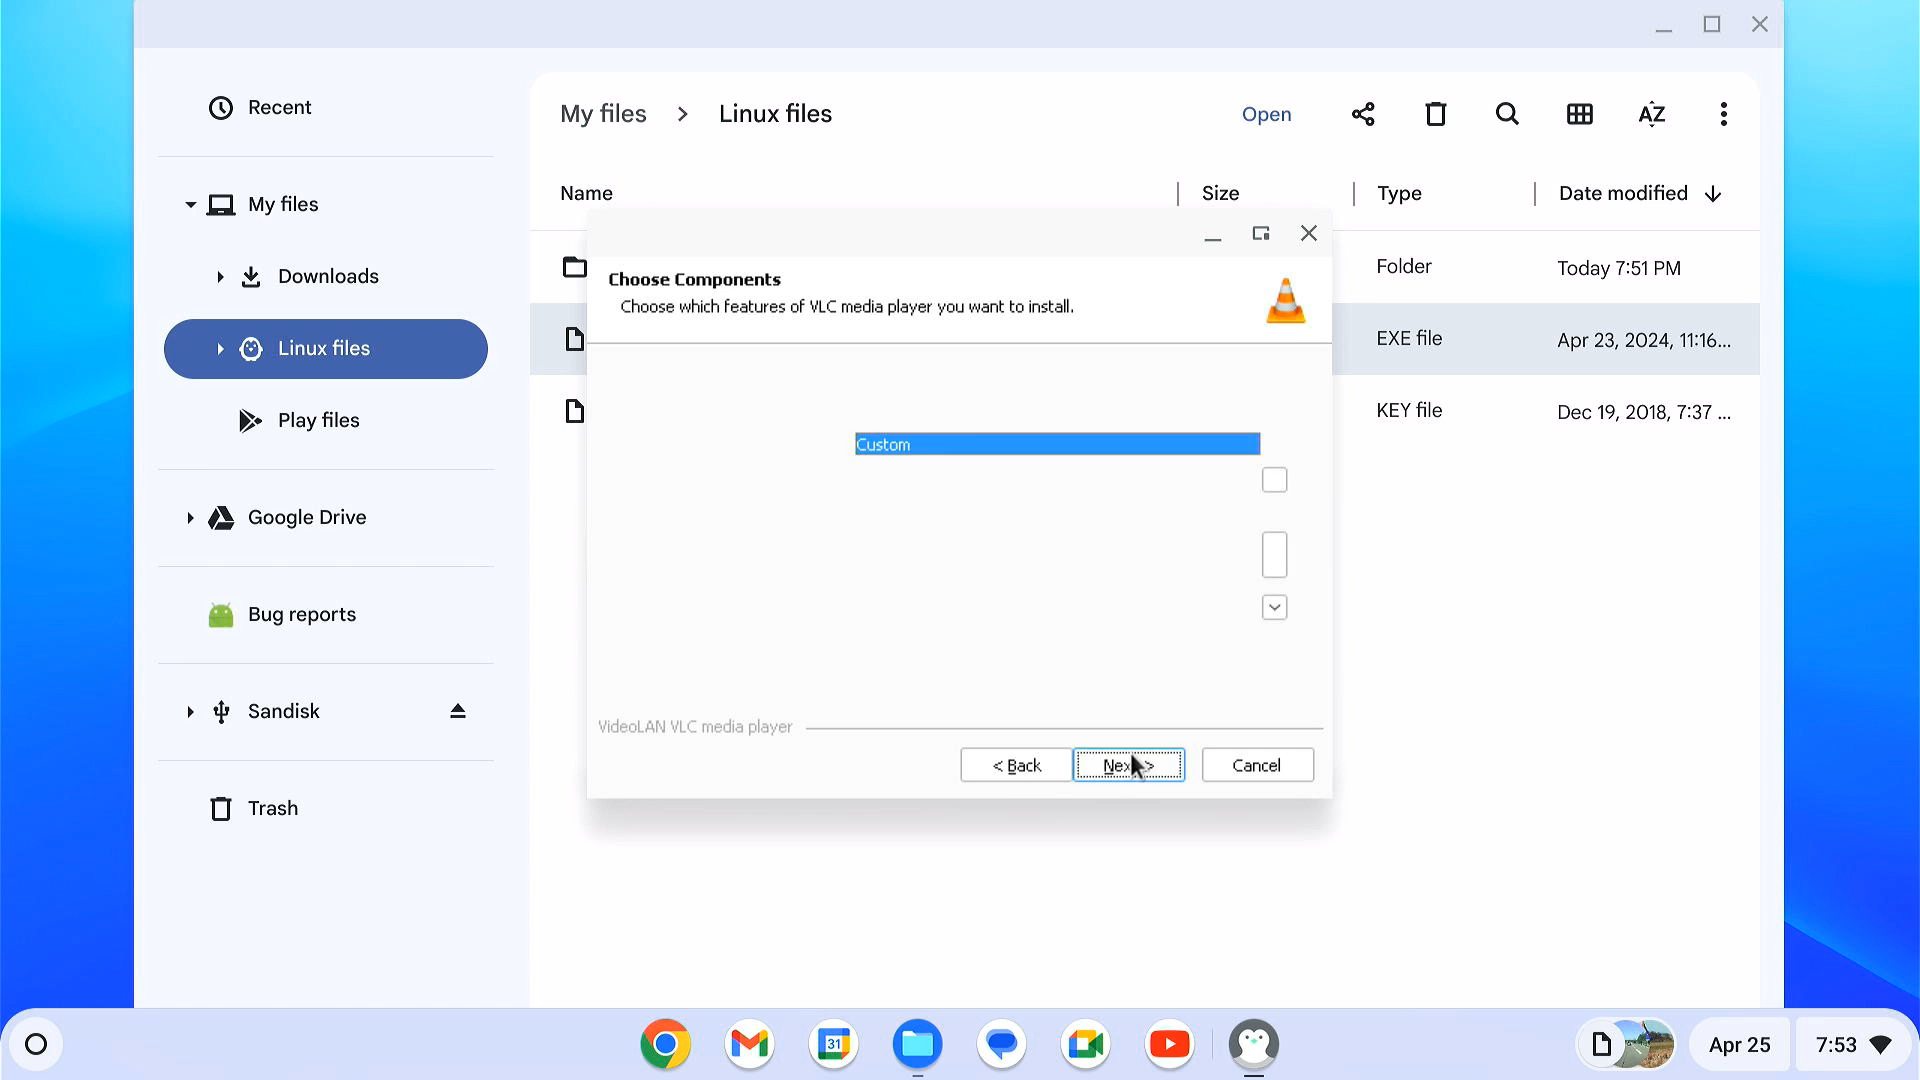 Recent
My files
Downloads
Linux files
Play files
Google Drive
Bug reports
Sandisk
Trash
My files > Linux files
Open
AZ
Name
Size
Type
Date modified
Folder
Today 7:51 PM
EXE file
Apr 23, 2024, 11:16...
KEY file
Dec 19, 2018, 7:37 ...
Choose Components
Choose which features of VLC media player you want to install.
Custom
VideoLAN VLC media player
< Back
Next >
Cancel
31
Apr 25
7:53